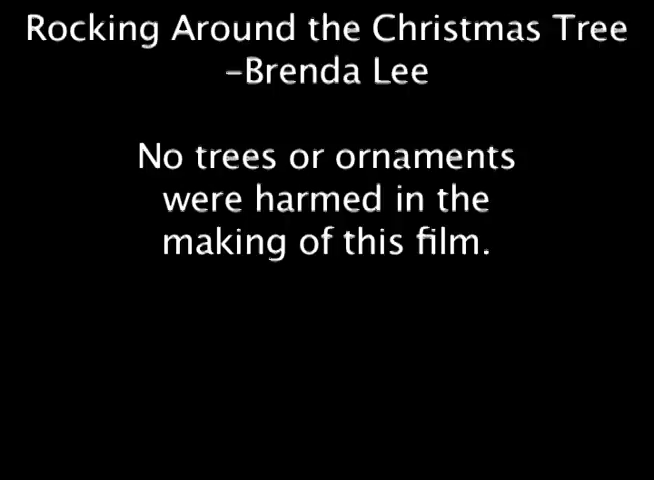 Rocking Around the Christmas Tree
-Brenda Lee
No trees or ornaments
were harmed in the
making of this film.